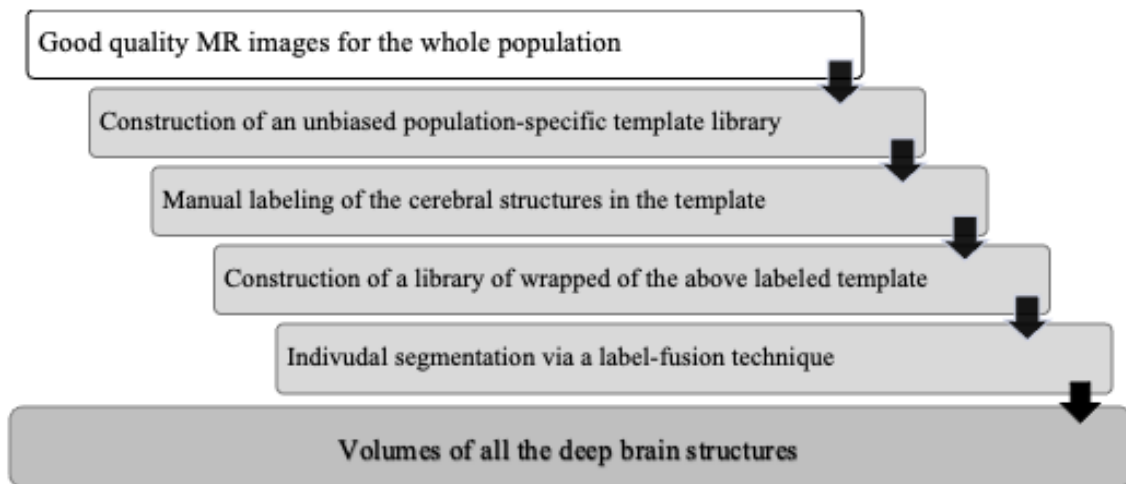 Good quality MR images for the whole population
Construction of an unbiased population-specific template library
Manual labeling of the cerebral structures in the template
Construction of a library of wrapped of the above labeled template
Indivudal segmentation via a label-fusion technique
Volumes of all the deep brain structures